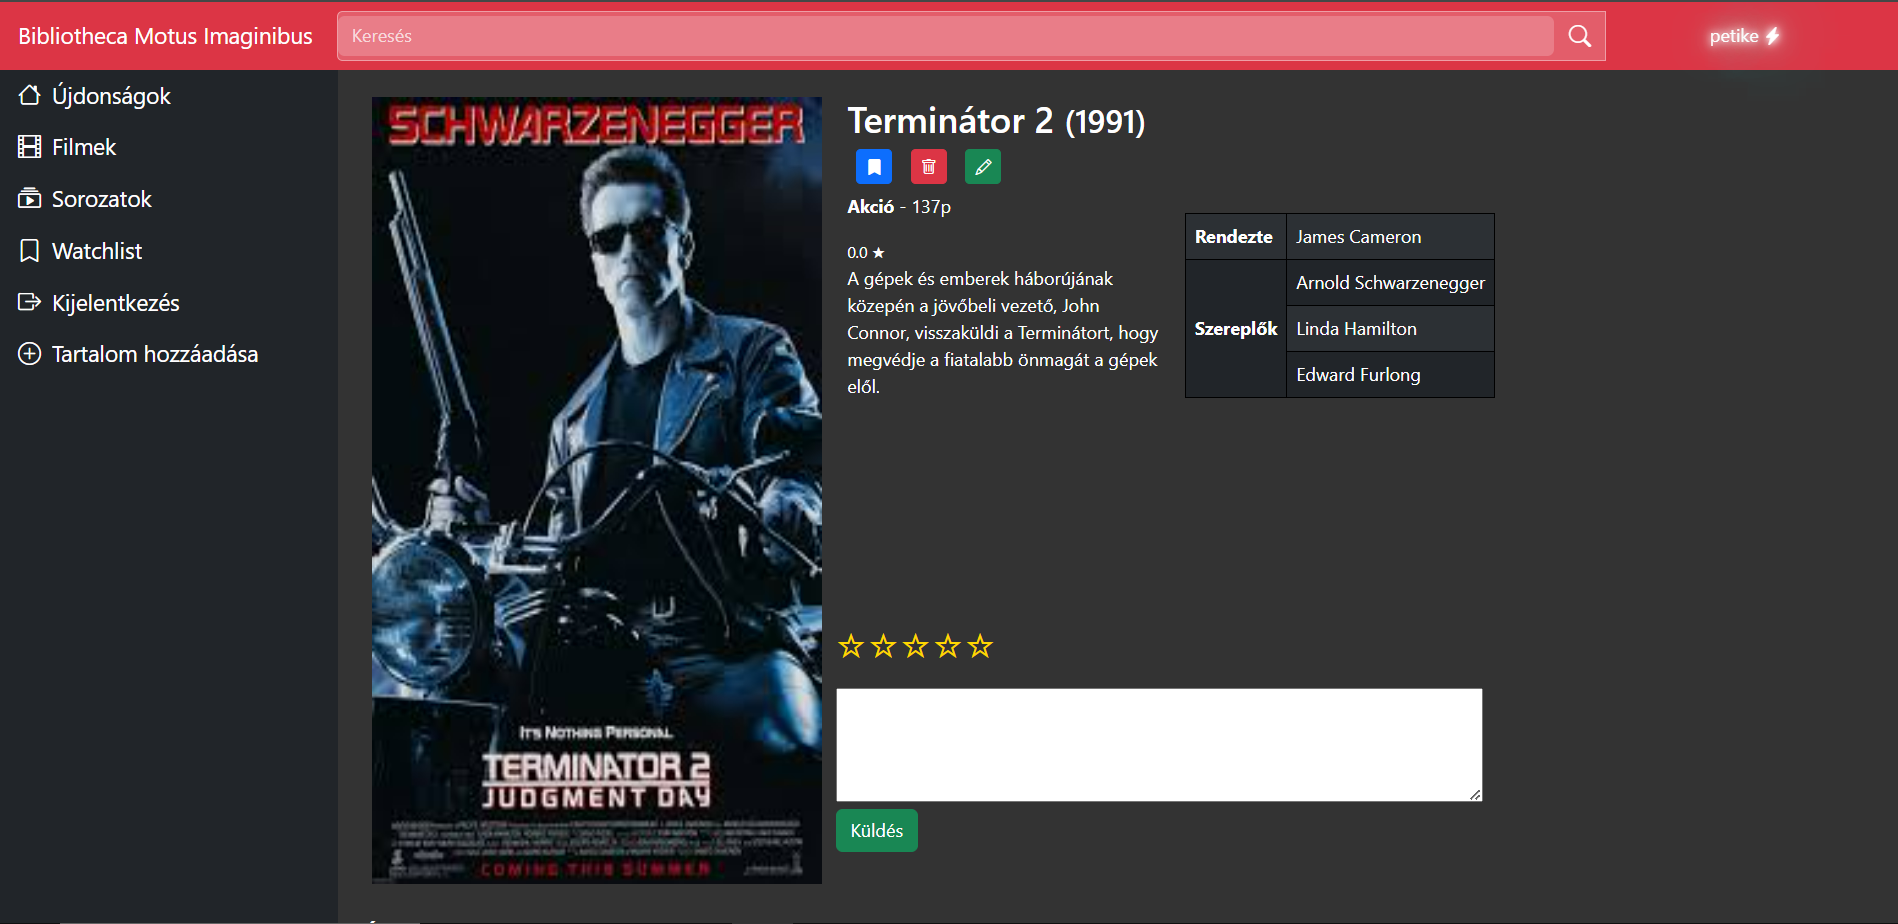 Bibliotheca Motus Imaginibus
Keresés
petike
Újdonságok
Filmek
Sorozatok
Watchlist
Kijelentkezés
Tartalom hozzáadása
SCHWARZENEGGER
IT'S NOTHING PERSONAL.
TERMINATOR 2
JUDGMENT DAY
COMING THIS SUMMER
Terminátor 2 (1991)
Akció - 137p
0.0 ★
A gépek és emberek háborújának
közepén a jövőbeli vezető, John
Connor, visszaküldi a Terminátort, hogy
megvédje a fiatalabb önmagát a gépek
elől.
Rendezte James Cameron
Szereplők
Arnold Schwarzenegger
Linda Hamilton
Edward Furlong
Küldés